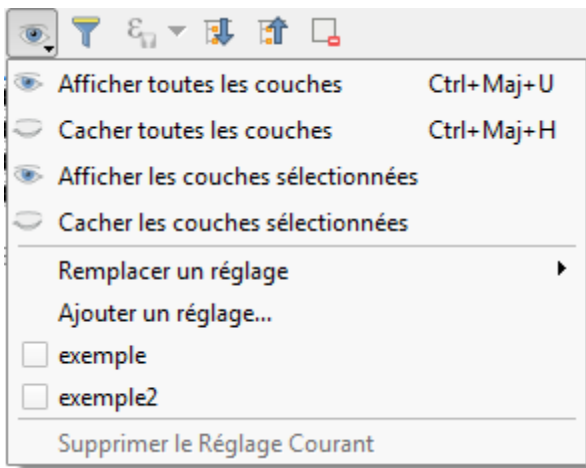 Afficher toutes les couches Ctrl+Maj+U
Cacher toutes les couches Ctrl+Maj+H
Afficher les couches sélectionnées
Cacher les couches sélectionnées
Remplacer un réglage
Ajouter un réglage...
exemple
exemple2
Supprimer le Réglage Courant